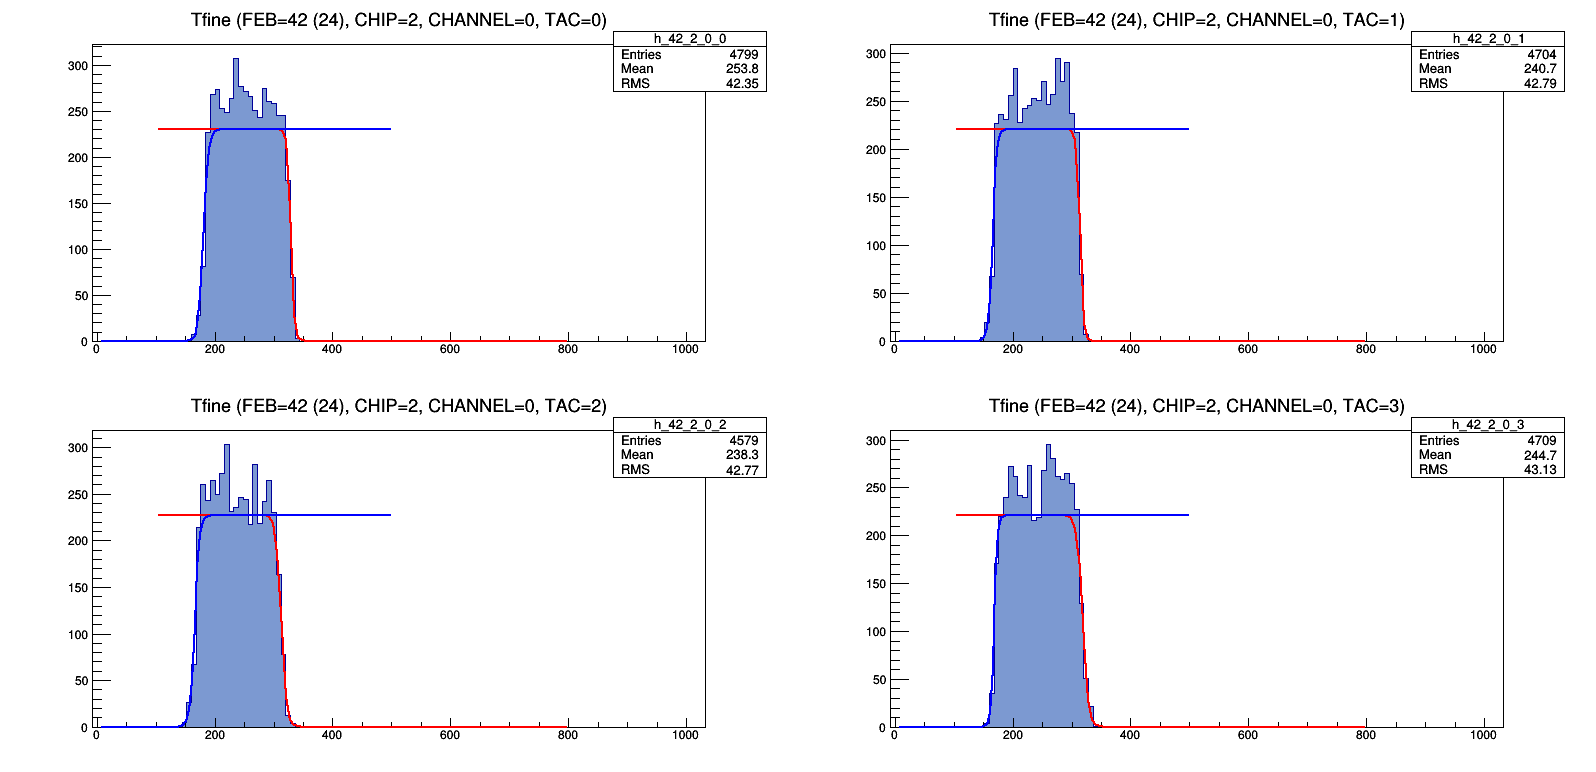 Tfine (FEB=42 (24), CHIP=2, CHANNEL=0, TAC=0)
h_42_2_0_0
Entries 4799
Mean 253.8
RMS 42.35
300
250
200
150
100
50
0
0 200 400 600 800 1000
Tfine (FEB=42 (24), CHIP=2, CHANNEL=0, TAC=1)
h_42_2_0_1
Entries 4704
Mean 240.7
RMS 42.79
300
250
200
150
100
50
0
0 200 400 600 800 1000
Tfine (FEB=42 (24), CHIP=2, CHANNEL=0, TAC=2)
h_42_2_0_2
Entries 4579
Mean 238.3
RMS 42.77
300
250
200
150
100
50
0
0 200 400 600 800 1000
Tfine (FEB=42 (24), CHIP=2, CHANNEL=0, TAC=3)
h_42_2_0_3
Entries 4709
Mean 244.7
RMS 43.13
300
250
200
150
100
50
0
0 200 400 600 800 1000